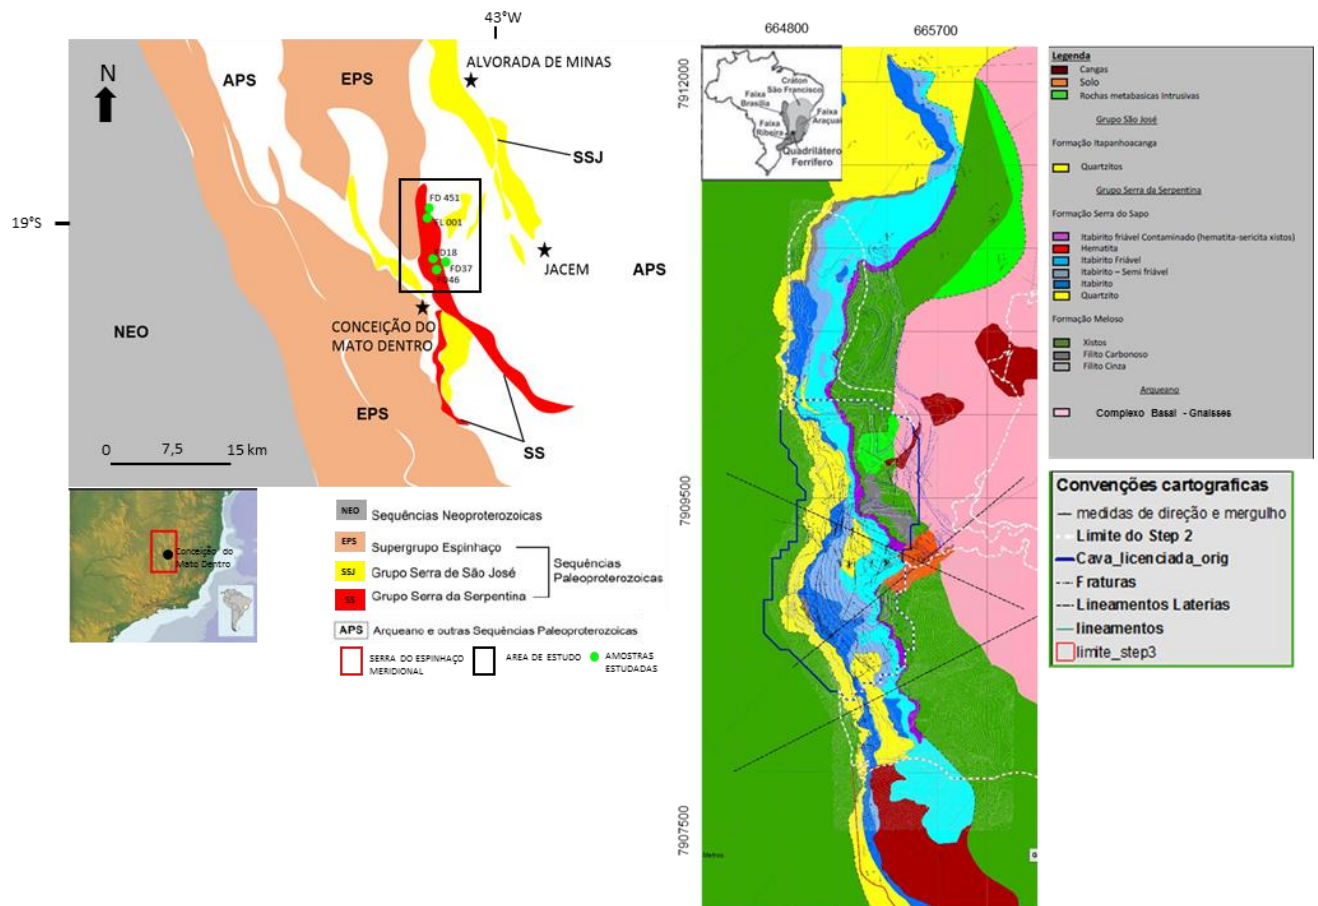 43°W
N
ALVORADA DE MINAS
APS
EPS
SSJ
FD 451
FL 001
19°S
FD18
FD37
FD46
JACEM
APS
CONCEIÇÃO DO
MATO DENTRO
NEO
EPS
SS
0 7,5 15 km
Conceição do
Mato Dentro
NEO Sequências Neoproterozoicas
EPS Supergrupo Espinhaço
SSJ Grupo Serra de São José
SS Grupo Serra da Serpentina
Sequências
Paleoproterozoicas
APS Arqueano e outras Sequências Paleoproterozoicas
SERRA DO ESPINHAÇO
MERIDIONAL
AREA DE ESTUDO
AMOSTRAS
ESTUDADAS
664800 665700
7912000
7909500
7907500
Cráton
São Francisco
Faixa
Brasília
Faixa
Araçuaí
Faixa
Ribeira
Quadrilátero
Ferrífero
Metros
G
Legenda
Cangas
Solo
Rochas metabasicas Intrusivas
Grupo São José
Formação Itapanhoacanga
Quartzitos
Grupo Serra da Serpentina
Formação Serra do Sapo
Itabirito friável Contaminado (hematita-sericita xistos)
Hematita
Itabirito Friável
Itabirito – Semi friável
Itabirito
Quartzito
Formação Meloso
Xistos
Filito Carbonoso
Filito Cinza
Arqueano
Complexo Basal - Gnaisses
Convenções cartograficas
medidas de direção e mergulho
Limite do Step 2
Cava_licenciada_orig
Fraturas
Lineamentos Laterias
lineamentos
limite_step3